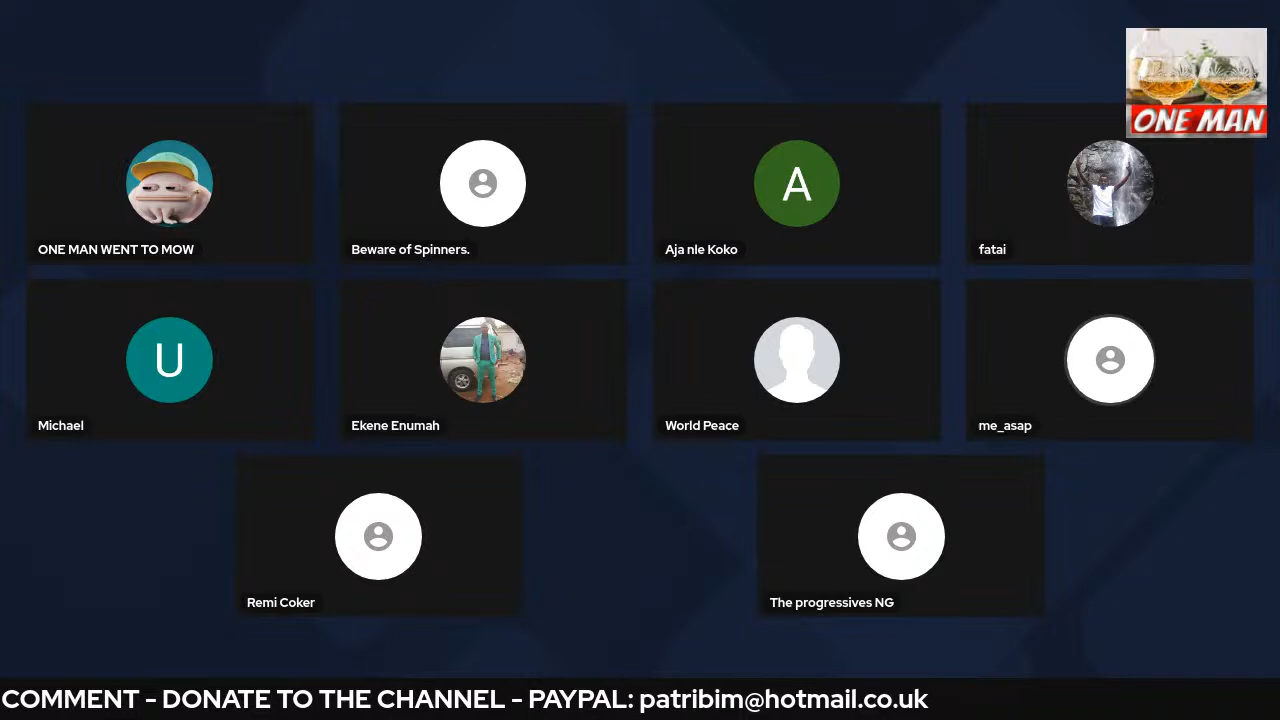 ONE MAN
ONE MAN WENT TO MOW
Beware of Spinners.
A
Aja nle Koko
fatai
U
Michael
Ekene Enumah
World Peace
me_asap
Remi Coker
The progressives NG
COMMENT - DONATE TO THE CHANNEL - PAYPAL: patribim@hotmail.co.uk